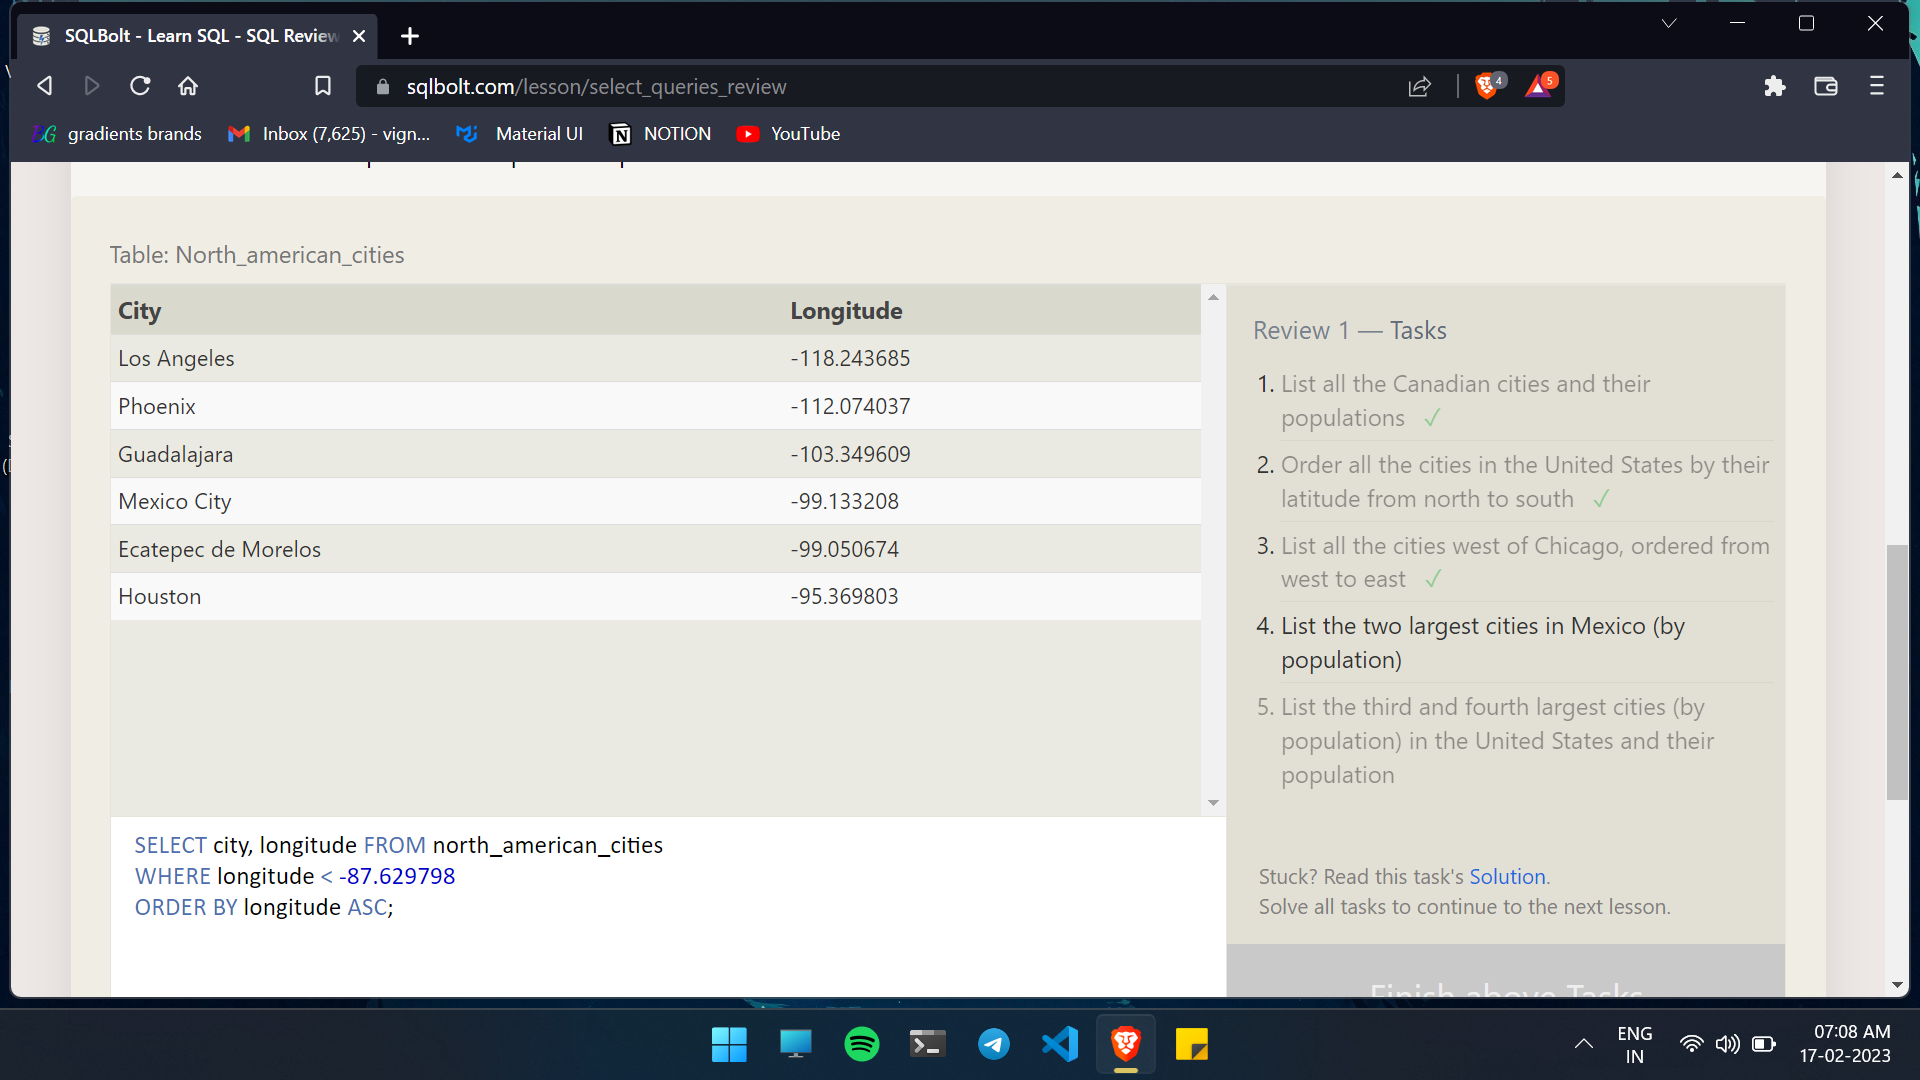 SQLBolt - Learn SQL - SQL Review
sqlbolt.com/lesson/select_queries_review
4
5
gradients brands
Inbox (7,625) - vign...
Material UI
NOTION
YouTube
Table: North_american_cities
City Longitude
Los Angeles -118.243685
Phoenix -112.074037
Guadalajara -103.349609
Mexico City -99.133208
Ecatepec de Morelos -99.050674
Houston -95.369803
SELECT city, longitude FROM north_american_cities
WHERE longitude < -87.629798
ORDER BY longitude ASC;
Review 1 — Tasks
1. List all the Canadian cities and their
populations ✓
2. Order all the cities in the United States by their
latitude from north to south ✓
3. List all the cities west of Chicago, ordered from
west to east ✓
4. List the two largest cities in Mexico (by
population)
5. List the third and fourth largest cities (by
population) in the United States and their
population
Stuck? Read this task's Solution.
Solve all tasks to continue to the next lesson.
Finish above Tasks
ENG
IN
07:08 AM
17-02-2023